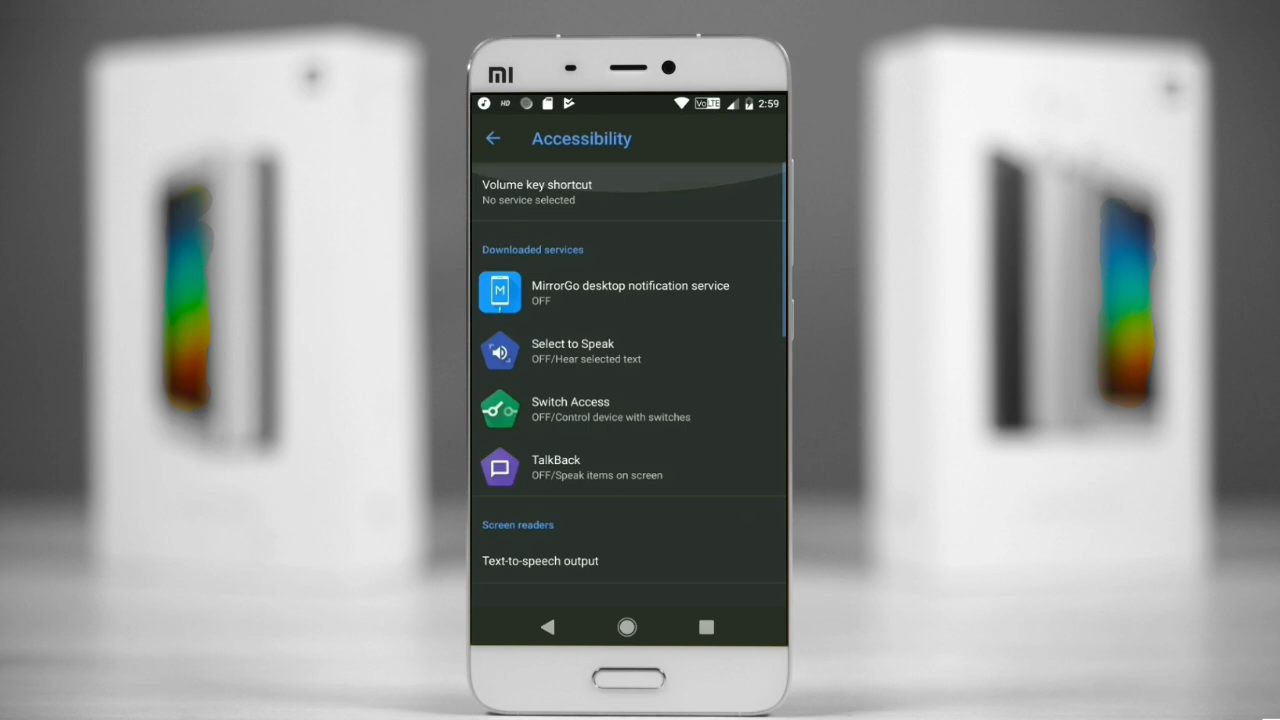 mi
HD
VoLTE
2:59
Accessibility
Volume key shortcut
No service selected
Downloaded services
M
MirrorGo desktop notification service
OFF
Select to Speak
OFF/Hear selected text
Switch Access
OFF/Control device with switches
TalkBack
OFF/Speak items on screen
Screen readers
Text-to-speech output